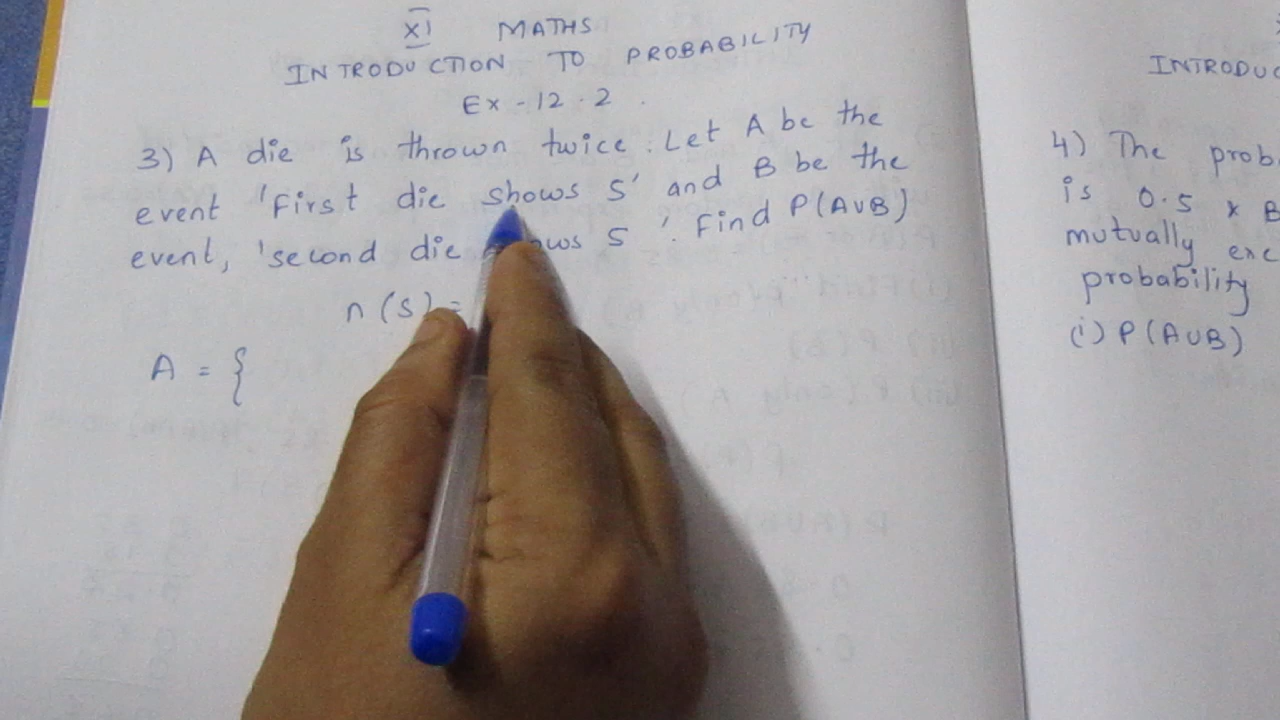 XI MATHS
INTRODUCTION TO PROBABILITY
Ex - 12.2
3) A die is thrown twice. Let A be the
event 'First die shows 5' and B be the
event, 'second die 5'. Find P(A∪B)
n(S) =
A = {
INTRODUC
4) The prob
is 0.5 x B
mutually exc
probability
(i) P(A∪B)